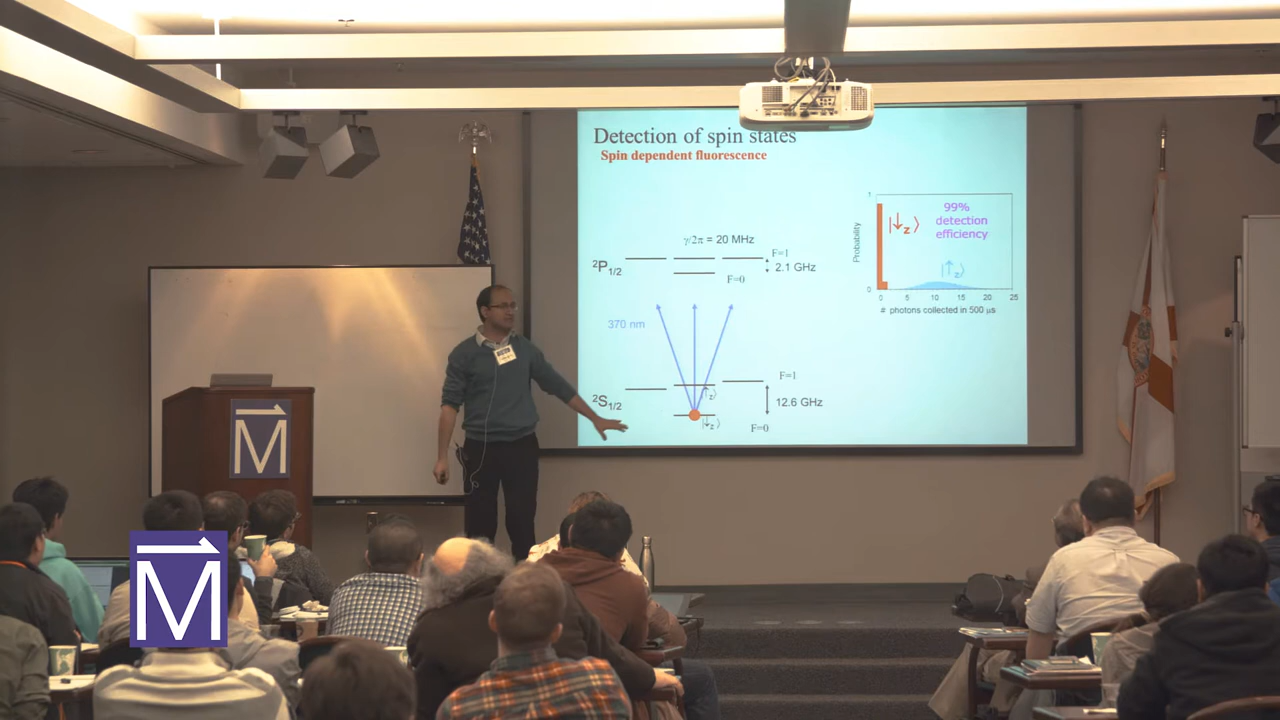 Detection of spin states
Spin dependent fluorescence
γ/2π = 20 MHz
²P₁/₂
F=1
2.1 GHz
F=0
370 nm
²S₁/₂
F=1
|↑z⟩
12.6 GHz
|↓z⟩
F=0
1
Probability
0
|↓z⟩
99%
detection
efficiency
|↑z⟩
0 5 10 15 20 25
# photons collected in 500 μs
M
M